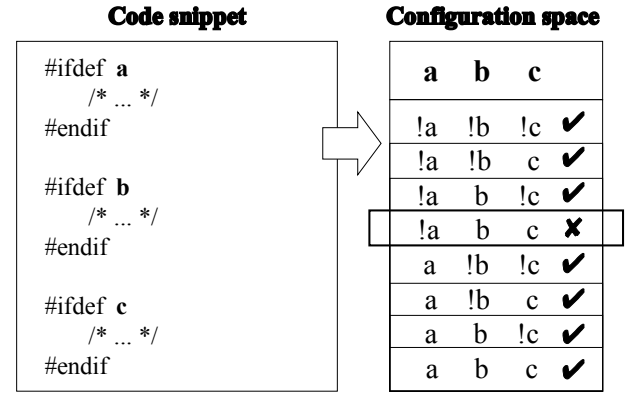 Code snippet
#ifdef a
/* ... */
#endif
#ifdef b
/* ... */
#endif
#ifdef c
/* ... */
#endif
Configuration space
a b c
!a !b !c ✔
!a !b c ✔
!a b !c ✔
!a b c ✘
a !b !c ✔
a !b c ✔
a b !c ✔
a b c ✔